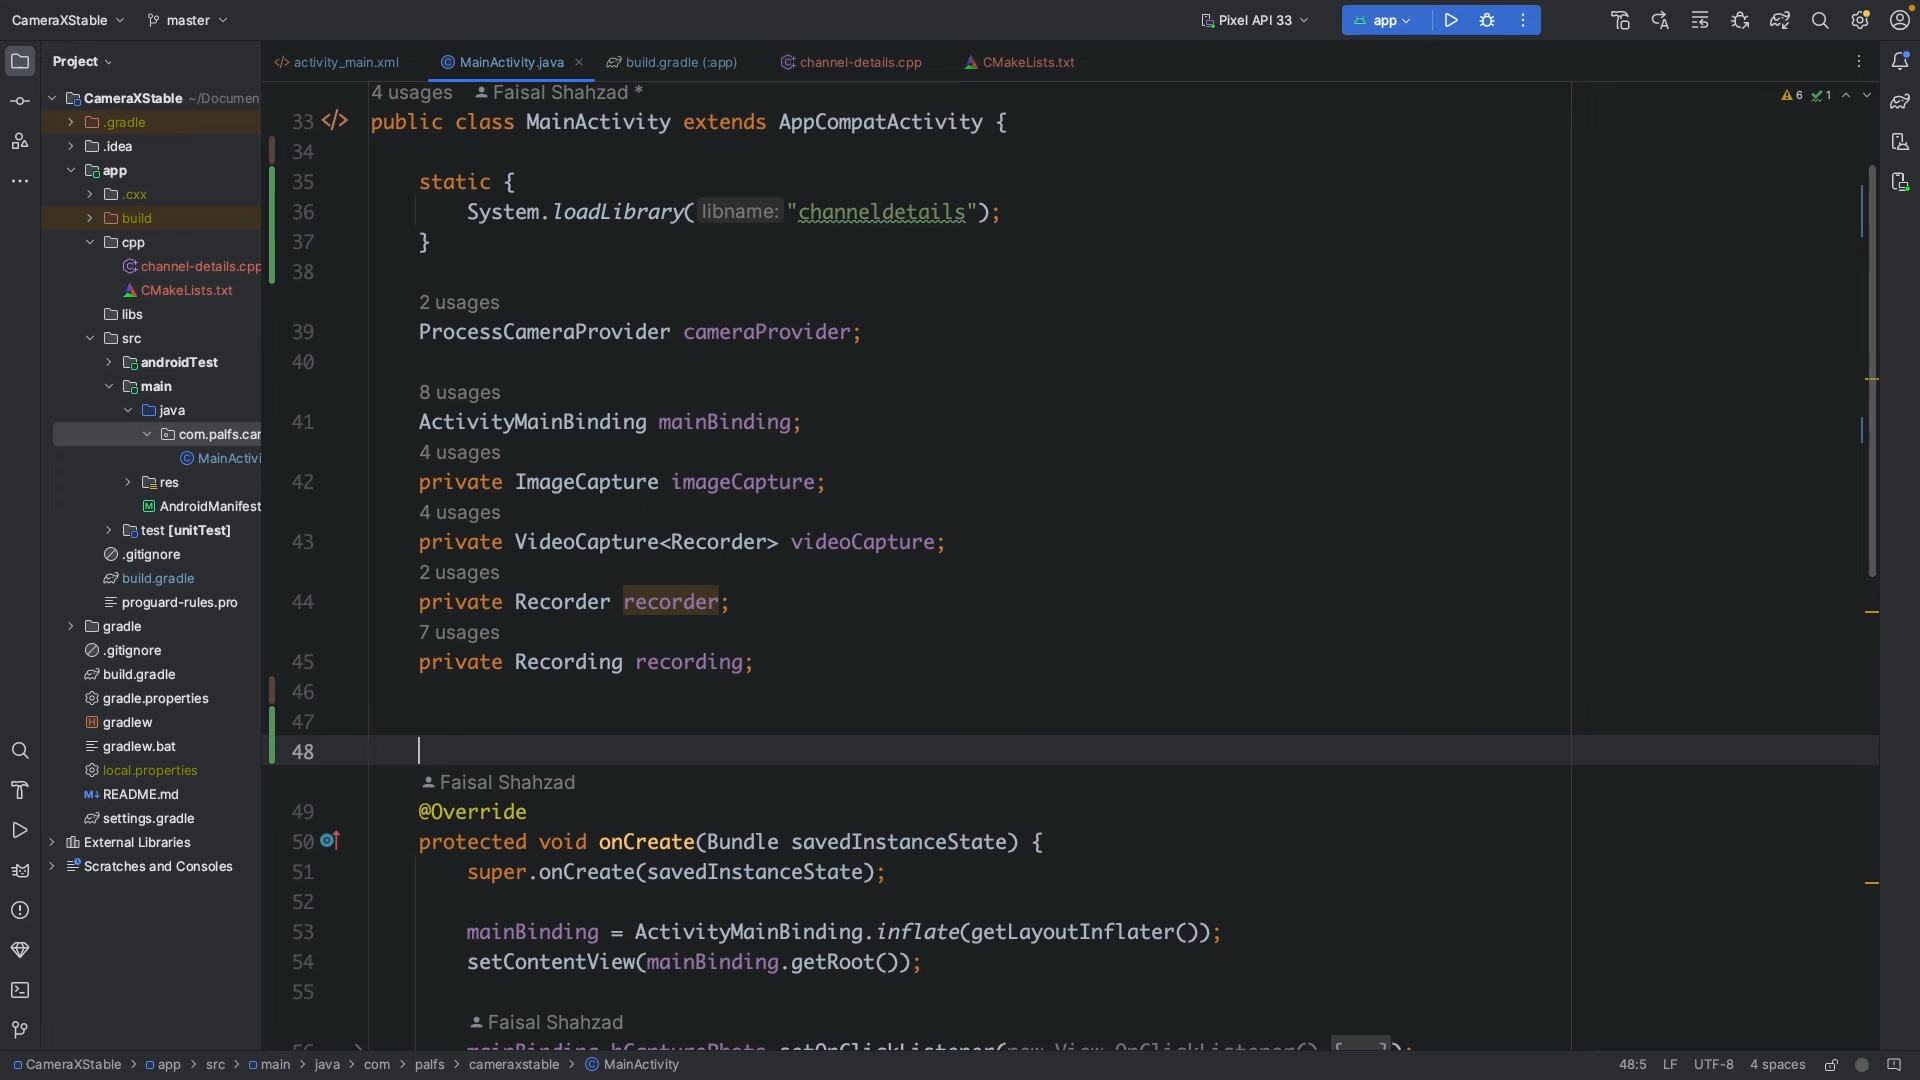 CameraXStable
master
Pixel API 33
app
Project
activity_main.xml
MainActivity.java
build.gradle (:app)
channel-details.cpp
CMakeLists.txt
CameraXStable ~/Documen
.gradle
.idea
app
.cxx
build
cpp
channel-details.cpp
CMakeLists.txt
libs
src
androidTest
main
java
com.palfs.car
MainActivi
res
AndroidManifest
test [unitTest]
.gitignore
build.gradle
proguard-rules.pro
gradle
.gitignore
build.gradle
gradle.properties
gradlew
gradlew.bat
local.properties
README.md
settings.gradle
External Libraries
Scratches and Consoles
4 usages Faisal Shahzad *
6 1
33 public class MainActivity extends AppCompatActivity {
34
35 static {
36 System.loadLibrary( libname: "channeldetails");
37 }
38
2 usages
39 ProcessCameraProvider cameraProvider;
40
8 usages
41 ActivityMainBinding mainBinding;
4 usages
42 private ImageCapture imageCapture;
4 usages
43 private VideoCapture<Recorder> videoCapture;
2 usages
44 private Recorder recorder;
7 usages
45 private Recording recording;
46
47
48
Faisal Shahzad
49 @Override
50 protected void onCreate(Bundle savedInstanceState) {
51 super.onCreate(savedInstanceState);
52
53 mainBinding = ActivityMainBinding.inflate(getLayoutInflater());
54 setContentView(mainBinding.getRoot());
55
Faisal Shahzad
56 mainBinding.bCapturePhoto.setOnClickListener(new View.OnClickListener() {...});
CameraXStable > app > src > main > java > com > palfs > cameraxstable > MainActivity
48:5 LF UTF-8 4 spaces